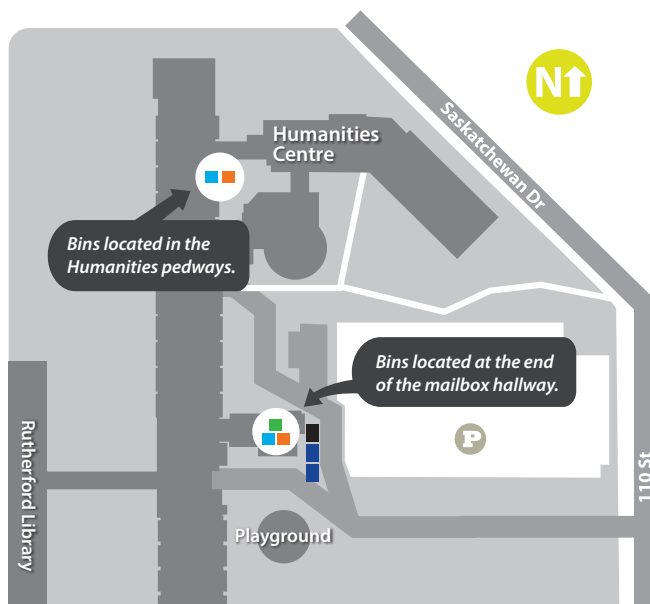 N
Saskatchewan Dr
Humanities
Centre
Bins located in the
Humanities pedways.
Bins located at the end
of the mailbox hallway.
P
Rutherford Library
110 St
Playground